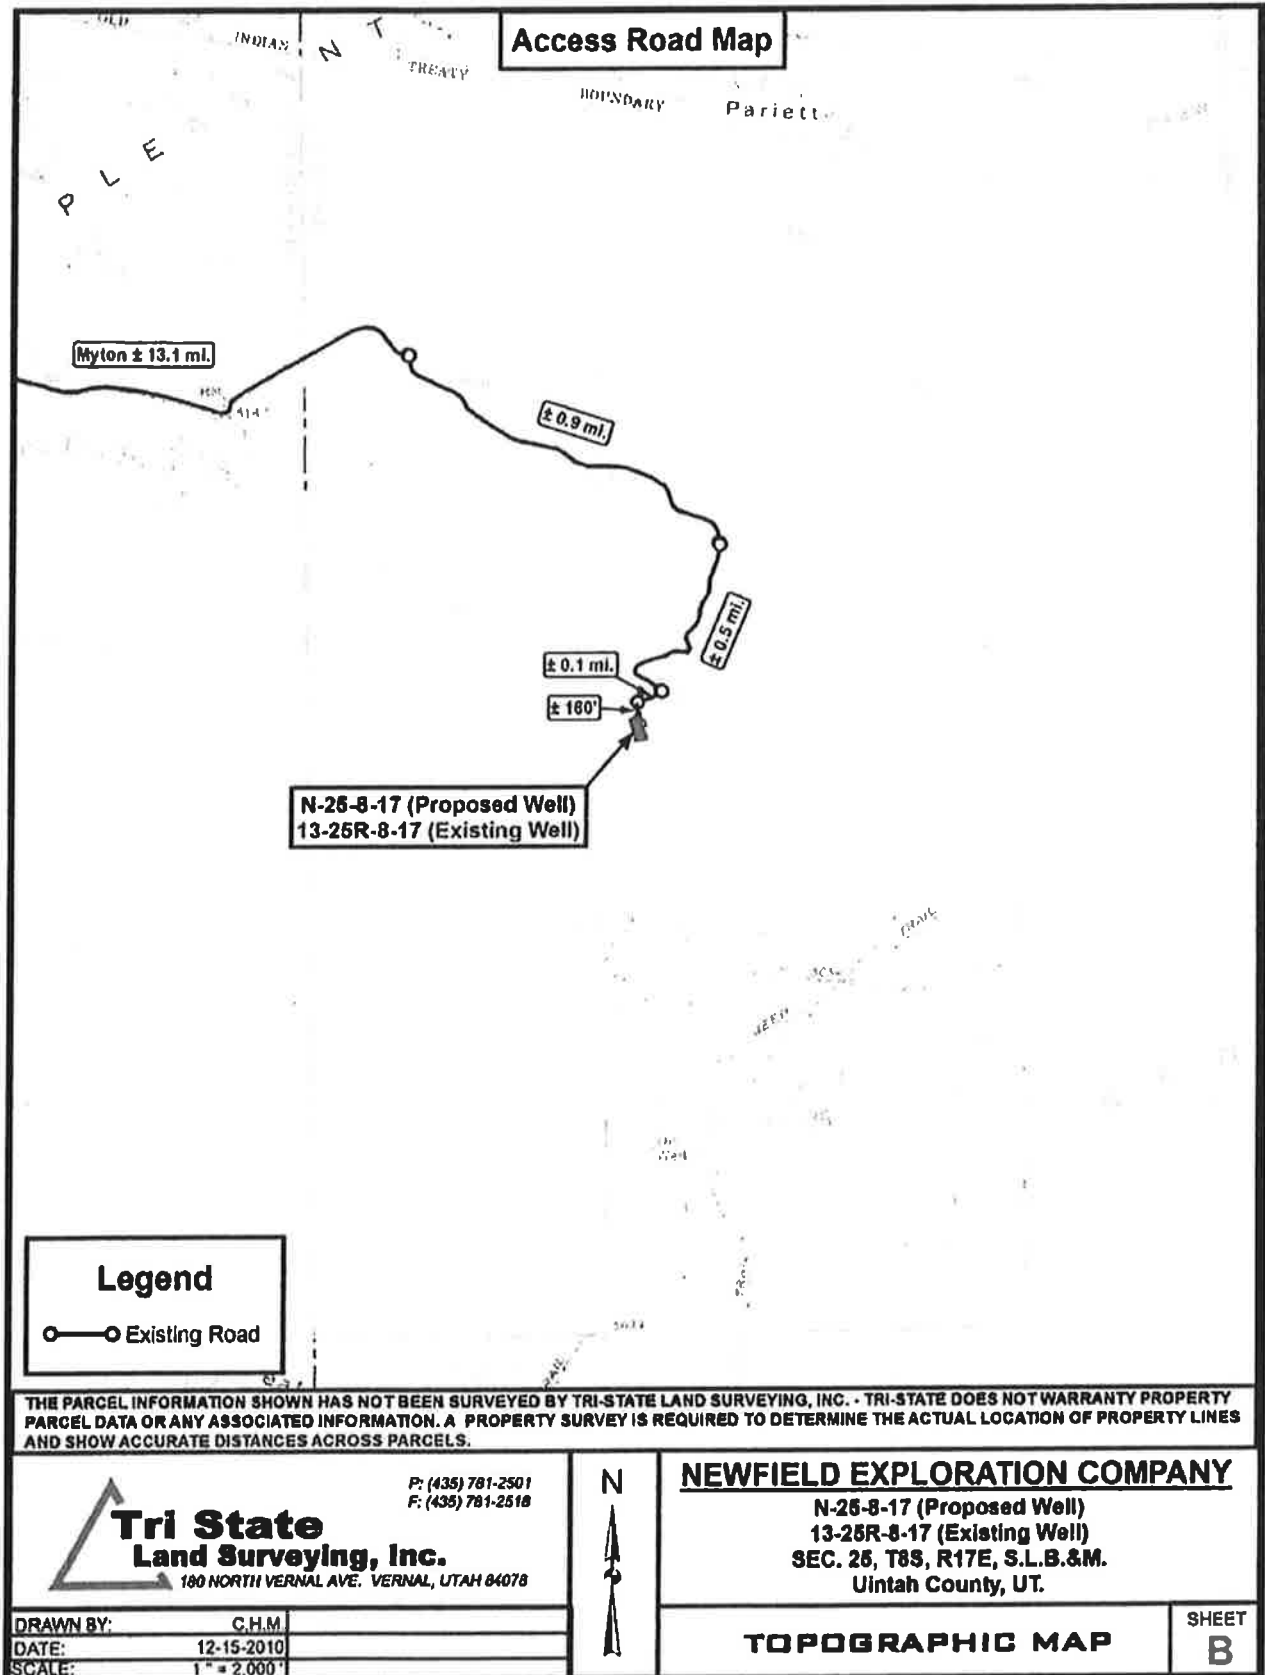 Access Road Map
OLD
INDIAN
N T
TREATY
BOUNDARY
Pariett
P L E
Myton ± 13.1 mi.
± 0.9 mi.
± 0.5 mi.
± 0.1 mi.
± 160'
N-25-8-17 (Proposed Well)
13-25R-8-17 (Existing Well)
TRAIL
JEEP
Well
TRAIL
Legend
Existing Road
THE PARCEL INFORMATION SHOWN HAS NOT BEEN SURVEYED BY TRI-STATE LAND SURVEYING, INC. - TRI-STATE DOES NOT WARRANTY PROPERTY
PARCEL DATA OR ANY ASSOCIATED INFORMATION. A PROPERTY SURVEY IS REQUIRED TO DETERMINE THE ACTUAL LOCATION OF PROPERTY LINES
AND SHOW ACCURATE DISTANCES ACROSS PARCELS.
P: (435) 781-2501
F: (435) 781-2518
Tri State
Land Surveying, Inc.
180 NORTH VERNAL AVE. VERNAL, UTAH 84078
DRAWN BY: C.H.M.
DATE: 12-15-2010
SCALE: 1" = 2,000'
N
NEWFIELD EXPLORATION COMPANY
N-25-8-17 (Proposed Well)
13-25R-8-17 (Existing Well)
SEC. 25, T8S, R17E, S.L.B.&M.
Uintah County, UT.
TOPOGRAPHIC MAP
SHEET
B